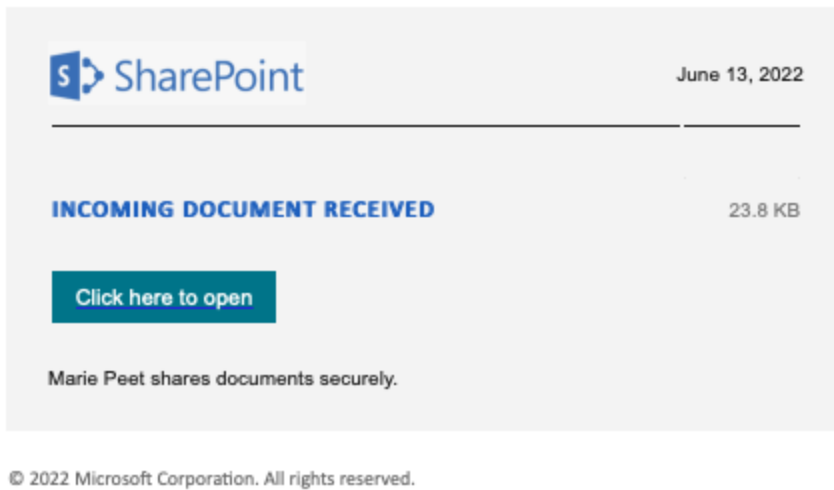 SharePoint
June 13, 2022
INCOMING DOCUMENT RECEIVED
23.8 KB
Click here to open
Marie Peet shares documents securely.
© 2022 Microsoft Corporation. All rights reserved.